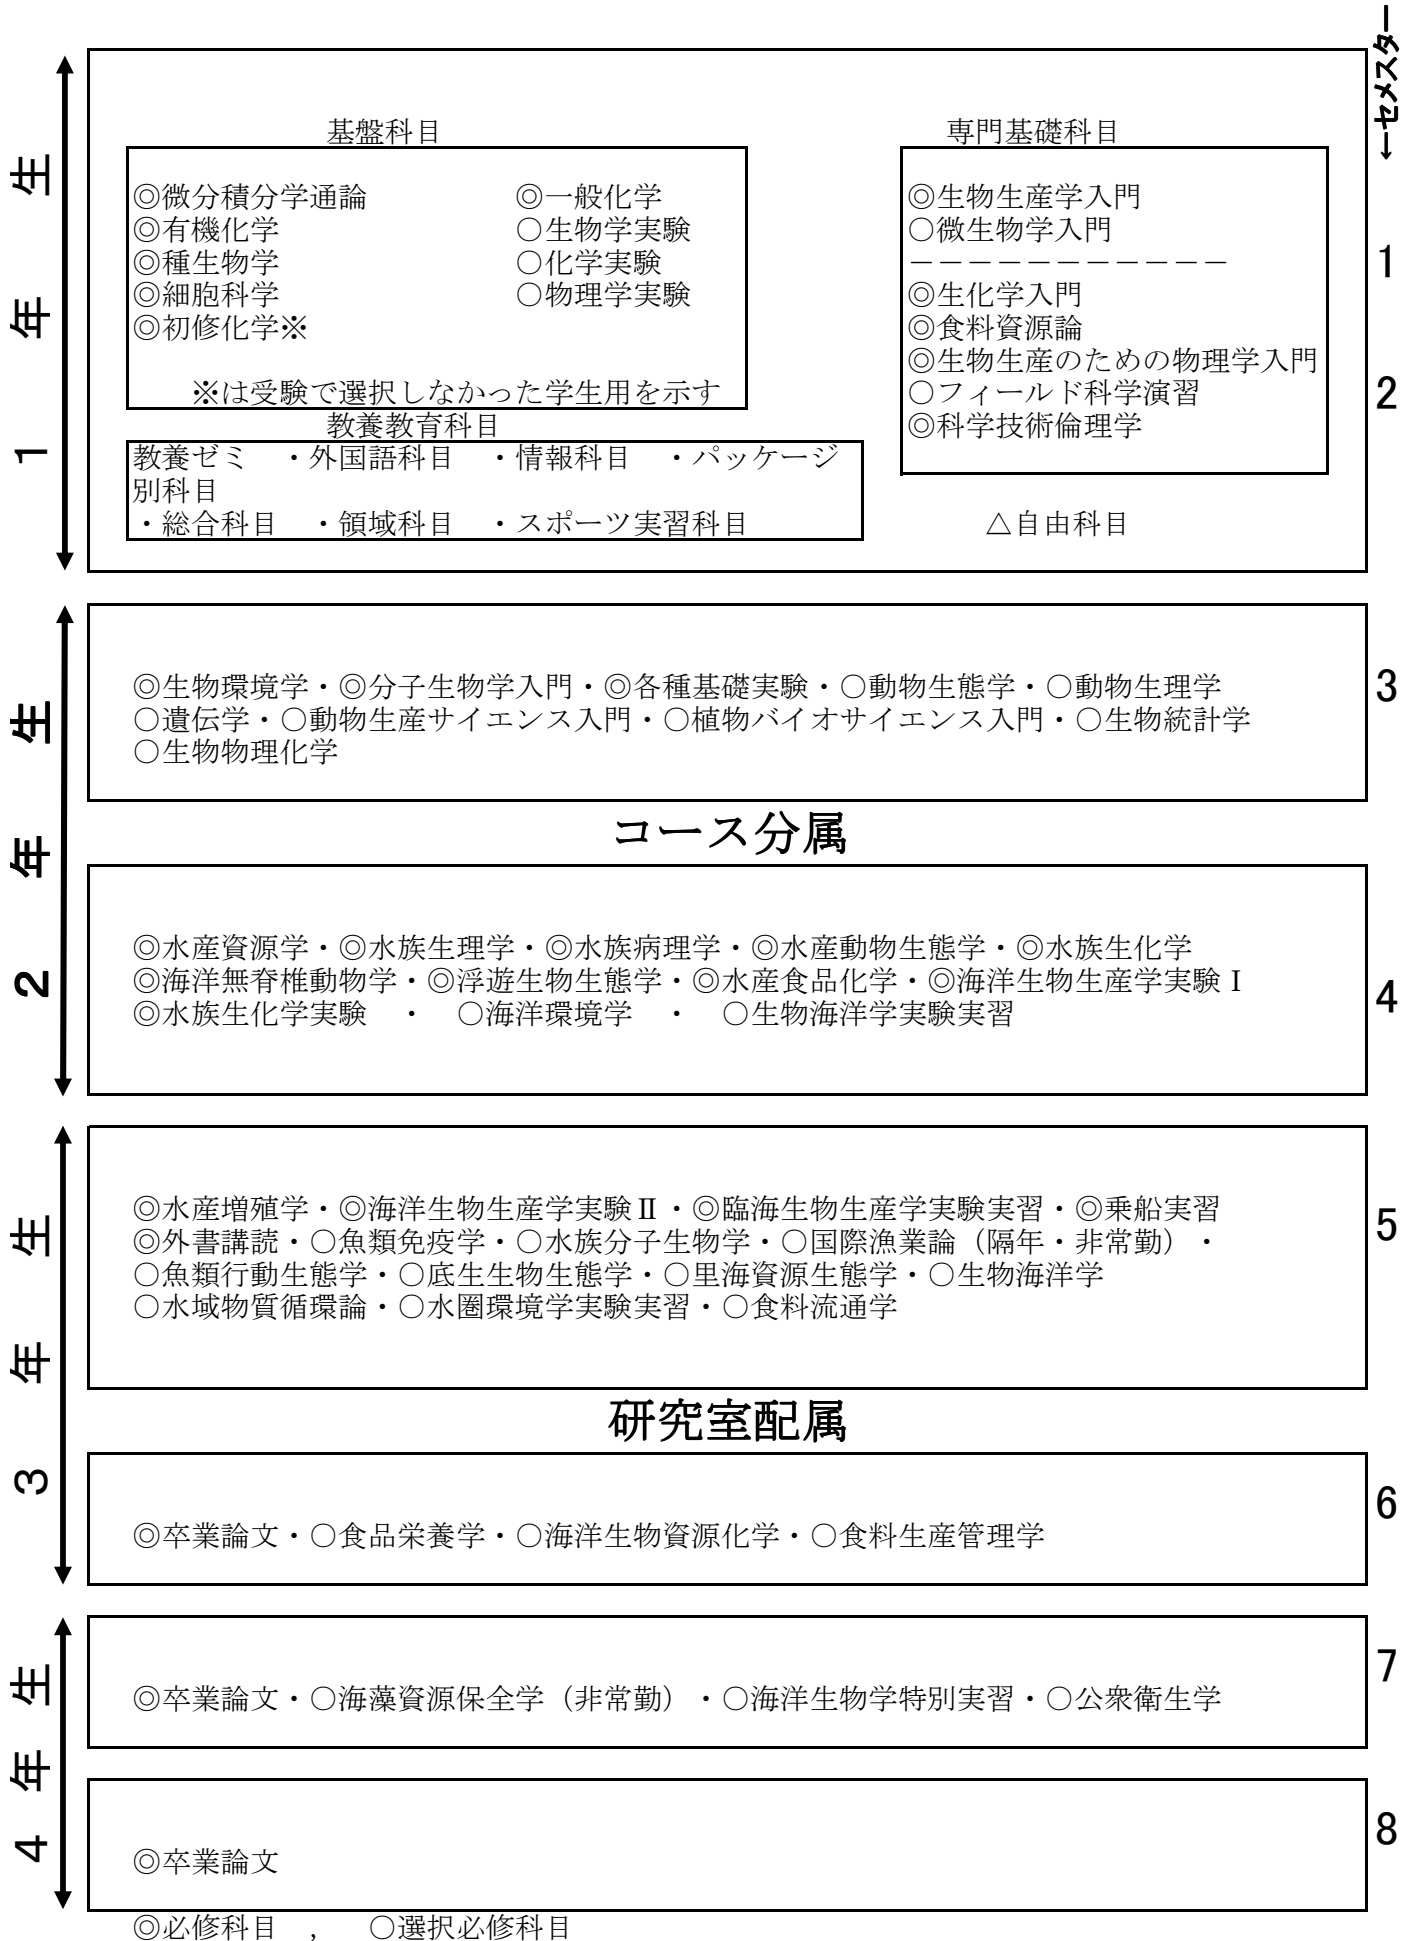 ←セメスター
1年生
基盤科目
◎微分積分学通論 ◎一般化学
◎有機化学 ○生物学実験
◎種生物学 ○化学実験
◎細胞科学 ○物理学実験
◎初修化学※
※は受験で選択しなかった学生用を示す
専門基礎科目
◎生物生産学入門
○微生物学入門
－－－－－－－－－－－
◎生化学入門
◎食料資源論
◎生物生産のための物理学入門
○フィールド科学演習
◎科学技術倫理学
1
2
教養教育科目
教養ゼミ ・外国語科目 ・情報科目 ・パッケージ
別科目
・総合科目 ・領域科目 ・スポーツ実習科目
△自由科目
2年生
◎生物環境学・◎分子生物学入門・◎各種基礎実験・○動物生態学・○動物生理学
○遺伝学・○動物生産サイエンス入門・○植物バイオサイエンス入門・○生物統計学
○生物物理化学
3
コース分属
◎水産資源学・◎水族生理学・◎水族病理学・◎水産動物生態学・◎水族生化学
◎海洋無脊椎動物学・◎浮遊生物生態学・◎水産食品化学・◎海洋生物生産学実験Ⅰ
◎水族生化学実験 ・ ○海洋環境学 ・ ○生物海洋学実験実習
4
3年生
◎水産増殖学・◎海洋生物生産学実験Ⅱ・◎臨海生物生産学実験実習・◎乗船実習
◎外書講読・○魚類免疫学・○水族分子生物学・○国際漁業論（隔年・非常勤）・
○魚類行動生態学・○底生生物生態学・○里海資源生態学・○生物海洋学
○水域物質循環論・○水圏環境学実験実習・○食料流通学
5
研究室配属
◎卒業論文・○食品栄養学・○海洋生物資源化学・○食料生産管理学
6
4年生
◎卒業論文・○海藻資源保全学（非常勤）・○海洋生物学特別実習・○公衆衛生学
7
◎卒業論文
8
◎必修科目 , ○選択必修科目